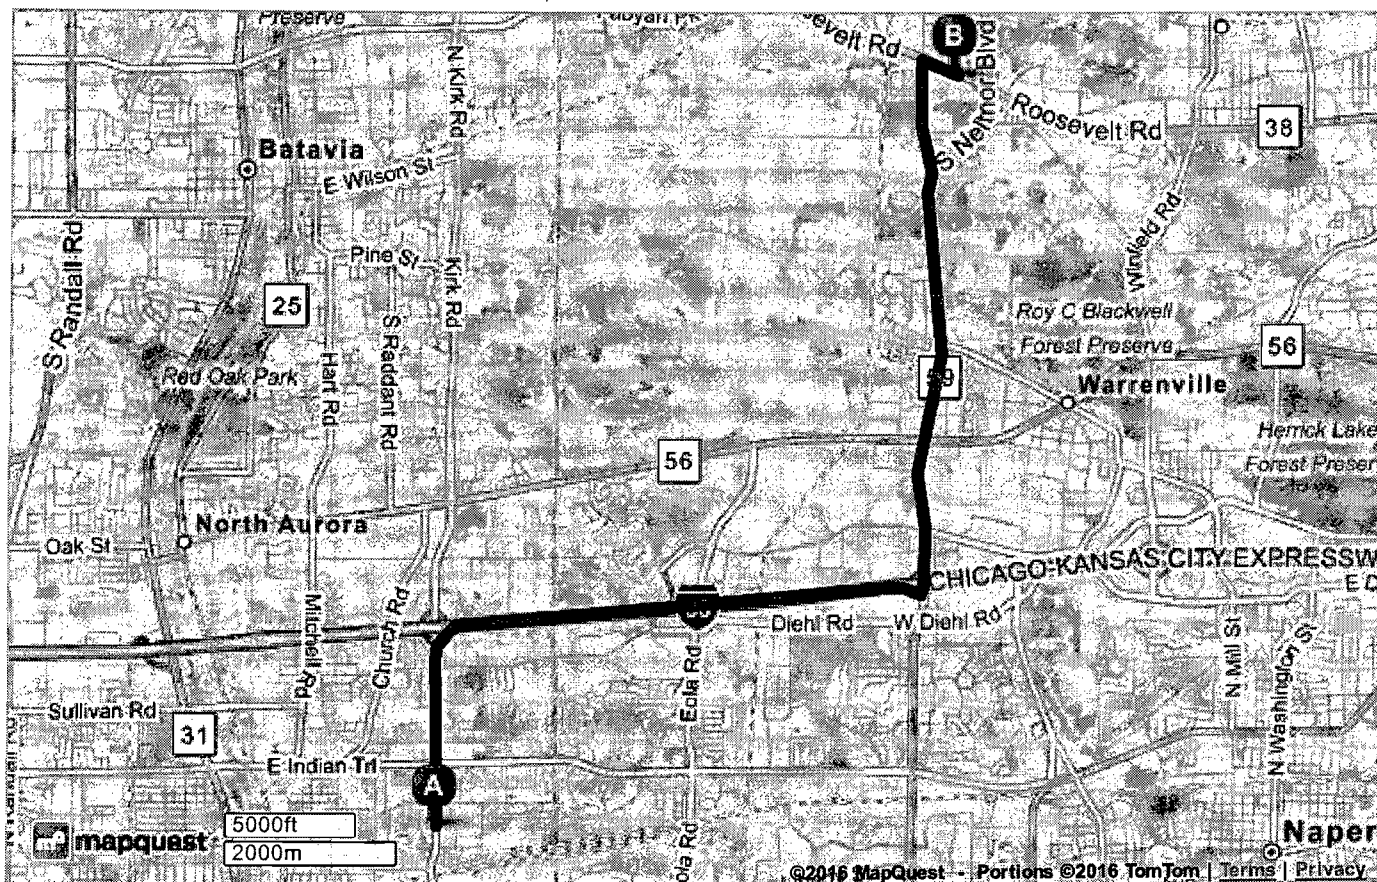 Preserve
Roosevelt Rd
B
S Neltnor Blvd
N Kirk Rd
Roosevelt Rd
38
Batavia
E Wilson St
Winfield Rd
S Randall Rd
Pine St
Kirk Rd
25
S Raddant Rd
Roy C Blackwell
Forest Preserve
56
Hart Rd
Red Oak Park
59
Warrenville
Herrick Lake
Forest Preser
56
North Aurora
Oak St
CHICAGO-KANSAS CITY EXPRESSW
E D
Mitchell Rd
Church Rd
Diehl Rd
W Diehl Rd
N Mill St
N Washington St
Eola Rd
Sullivan Rd
31
E Indian Trl
A
mapquest
5000ft
2000m
ola Rd
Naper
©2016 MapQuest - Portions ©2016 TomTom | Terms | Privacy